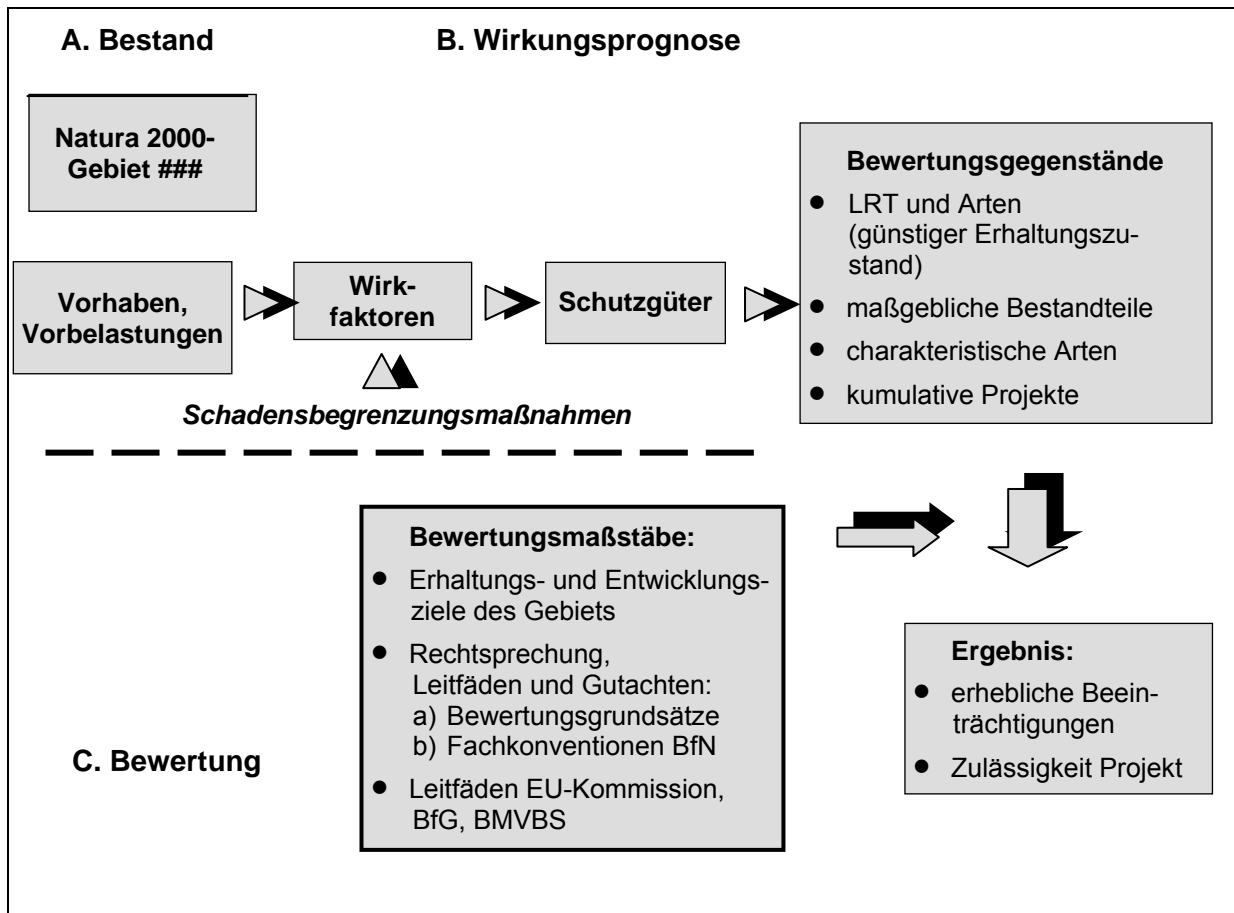 A. Bestand
B. Wirkungsprognose
Natura 2000-
Gebiet ###
Vorhaben,
Vorbelastungen
Wirk-
faktoren
Schutzgüter
Bewertungsgegenstände
● LRT und Arten
(günstiger Erhaltungszu-
stand)
● maßgebliche Bestandteile
● charakteristische Arten
● kumulative Projekte
Schadensbegrenzungsmaßnahmen
C. Bewertung
Bewertungsmaßstäbe:
● Erhaltungs- und Entwicklungs-
ziele des Gebiets
● Rechtsprechung,
Leitfäden und Gutachten:
a) Bewertungsgrundsätze
b) Fachkonventionen BfN
● Leitfäden EU-Kommission,
BfG, BMVBS
Ergebnis:
● erhebliche Beein-
trächtigungen
● Zulässigkeit Projekt